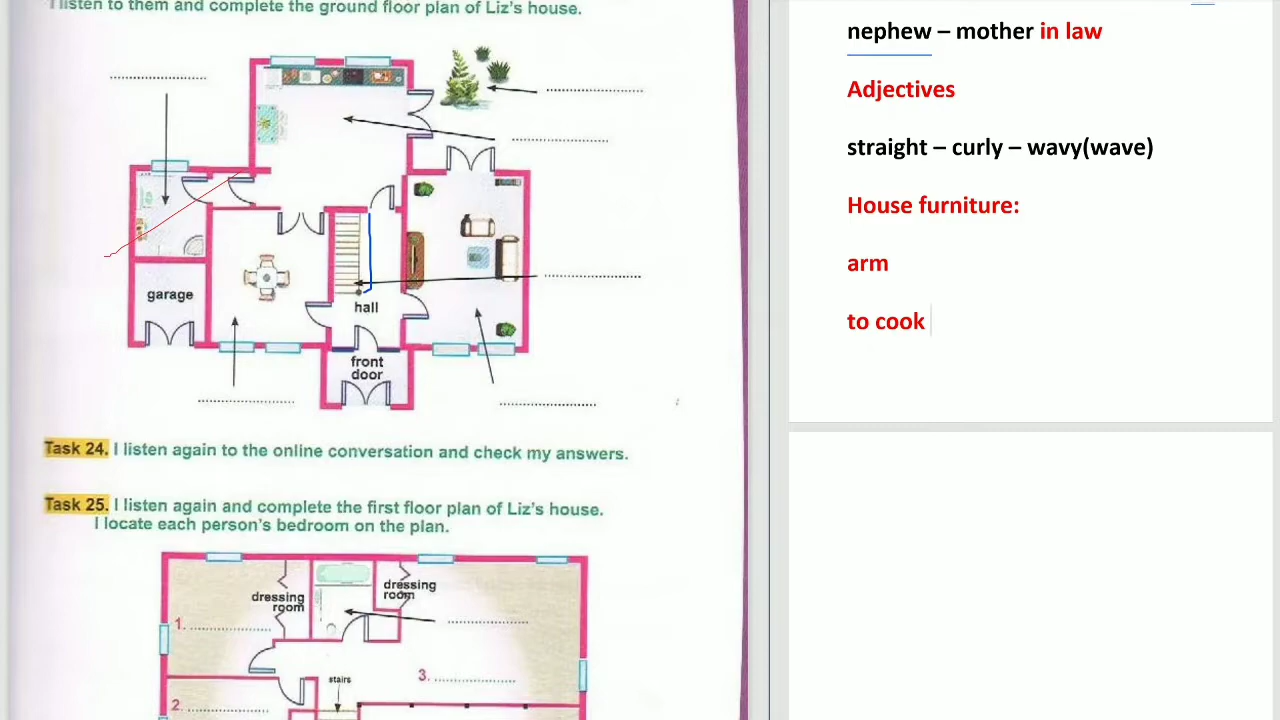 I listen to them and complete the ground floor plan of Liz's house.
garage
hall
front
door
Task 24. I listen again to the online conversation and check my answers.
Task 25. I listen again and complete the first floor plan of Liz's house.
I locate each person's bedroom on the plan.
dressing
room
dressing
room
1. ....................
3. ....................
stairs
2. ....................
nephew – mother in law
Adjectives
straight – curly – wavy(wave)
House furniture:
arm
to cook